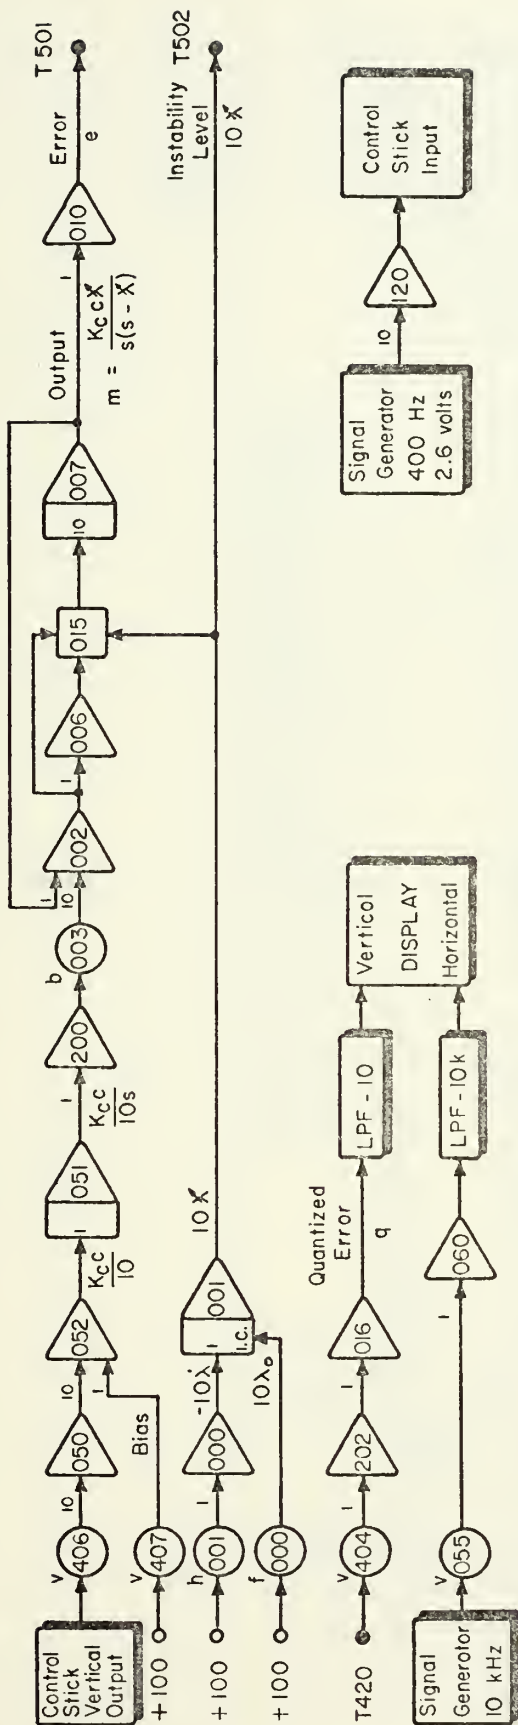 Control
Stick
Vertical
Output
v
406
10
050
10
052
K_c c / 10
1
051
K_c c / 10s
1
200
b
003
10
1
002
1
006
015
10
007
Output
m = K_c c λ / s(s - λ)
1
010
Error
e
T501
+100
v
407
Bias
1
+100
h
001
1
000
-10λ̇
1
i.c.
001
10λ
Instability
Level
10λ
T502
+100
f
000
10λ₀
T420
v
404
1
202
1
016
Quantized
Error
q
LPF-10
Vertical
DISPLAY
Horizontal
Signal
Generator
10 kHz
v
055
1
060
LPF-10k
Signal
Generator
400 Hz
2.6 volts
10
120
Control
Stick
Input